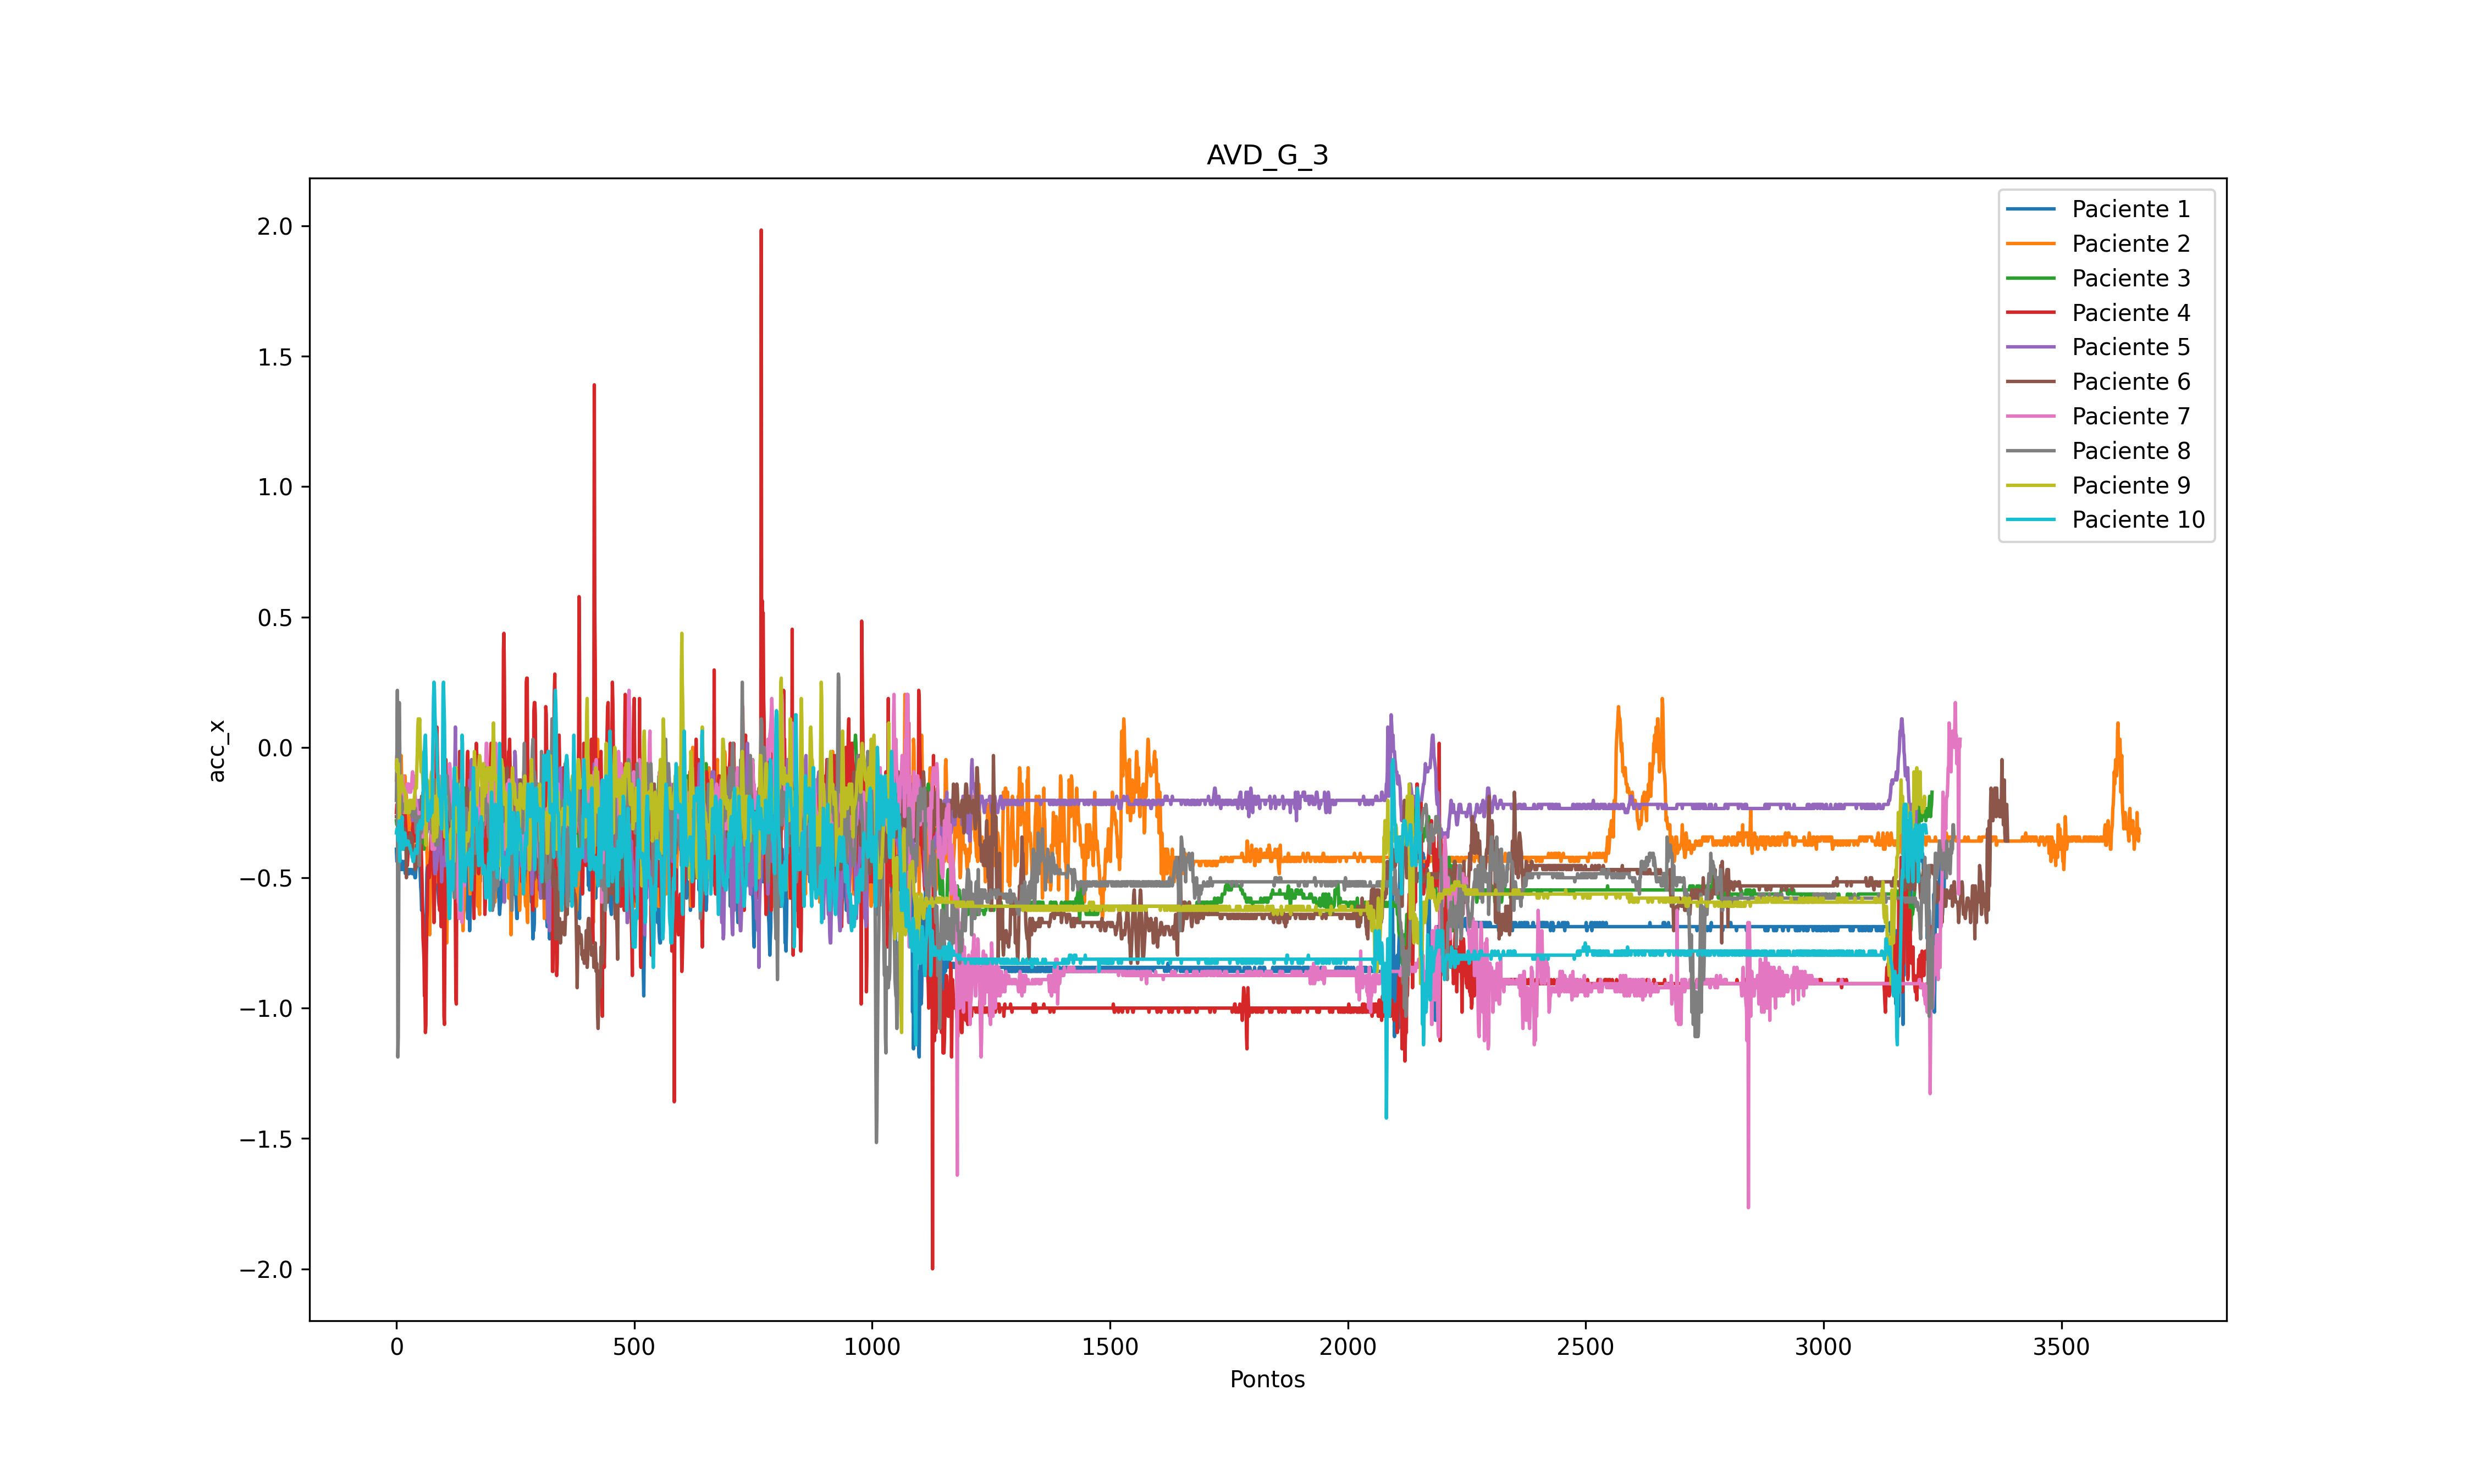 AVD_G_3
acc_x
2.0
1.5
1.0
0.5
0.0
−0.5
−1.0
−1.5
−2.0
0 500 1000 1500 2000 2500 3000 3500
Pontos
Paciente 1
Paciente 2
Paciente 3
Paciente 4
Paciente 5
Paciente 6
Paciente 7
Paciente 8
Paciente 9
Paciente 10